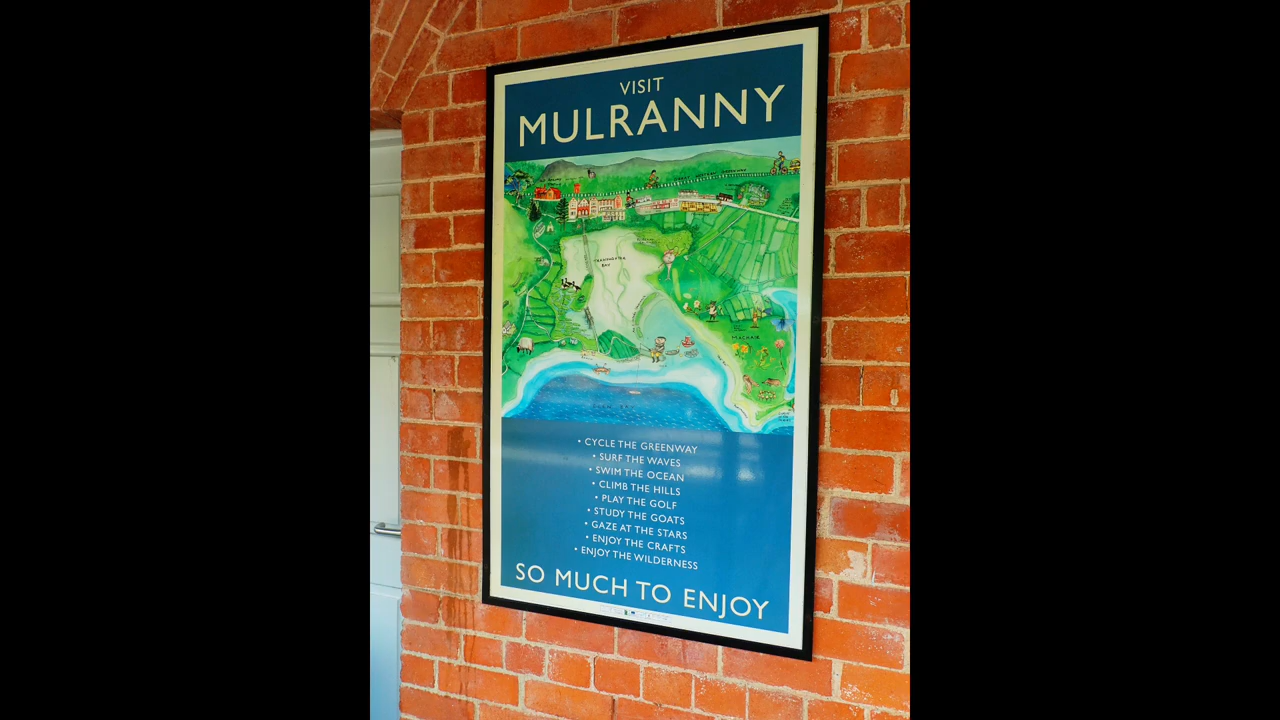 VISIT
MULRANNY
MACHAIR
• CYCLE THE GREENWAY
• SURF THE WAVES
• SWIM THE OCEAN
• CLIMB THE HILLS
• PLAY THE GOLF
• STUDY THE GOATS
• GAZE AT THE STARS
• ENJOY THE CRAFTS
• ENJOY THE WILDERNESS
SO MUCH TO ENJOY